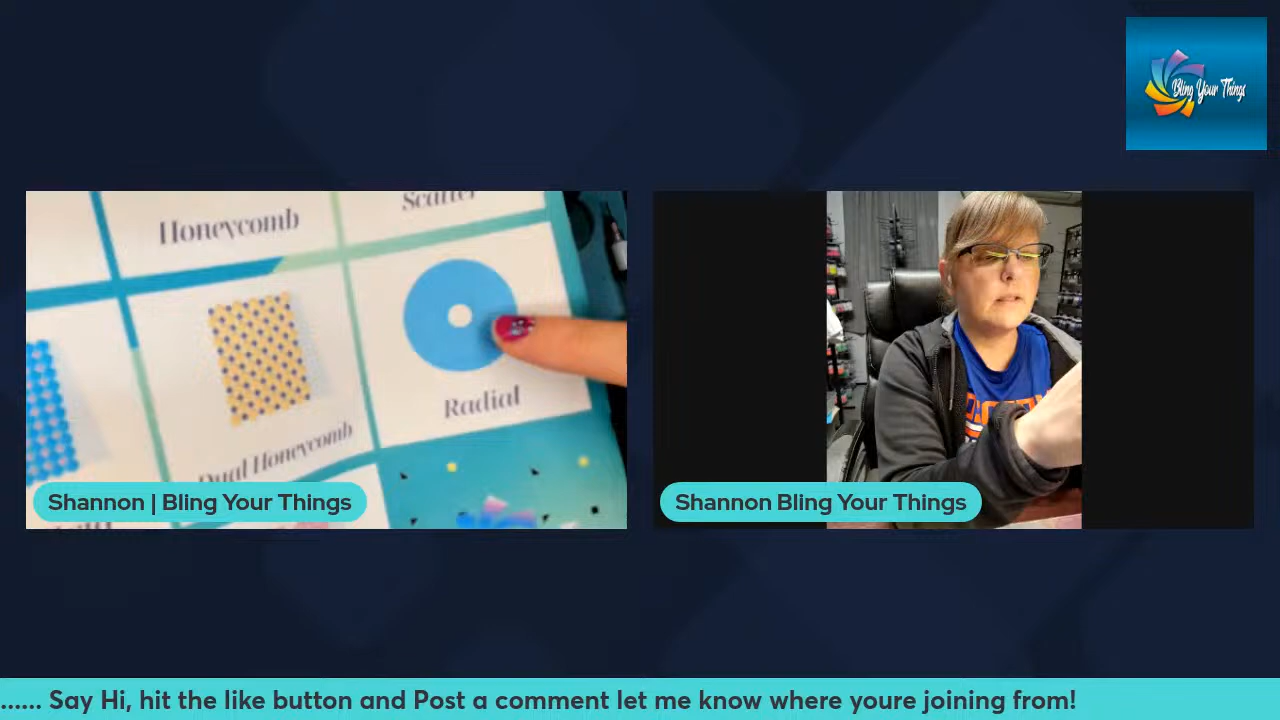 Bling Your Things
Scatter
Honeycomb
Radial
Dual Honeycomb
Shannon | Bling Your Things
Shannon Bling Your Things
...... Say Hi, hit the like button and Post a comment let me know where youre joining from!